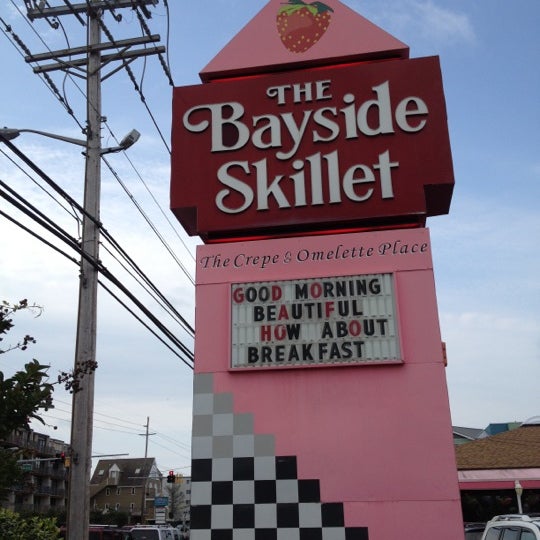 THE
Bayside
Skillet
The Crepe & Omelette Place
GOOD MORNING
BEAUTIFUL
HOW ABOUT
BREAKFAST